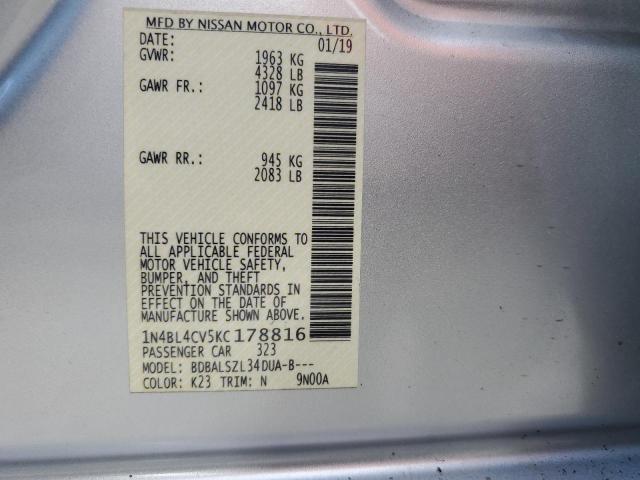 MFD BY NISSAN MOTOR CO., LTD.
DATE: 01/19
GVWR: 1963 KG
4328 LB
GAWR FR.: 1097 KG
2418 LB
GAWR RR.: 945 KG
2083 LB
THIS VEHICLE CONFORMS TO
ALL APPLICABLE FEDERAL
MOTOR VEHICLE SAFETY,
BUMPER, AND THEFT
PREVENTION STANDARDS IN
EFFECT ON THE DATE OF
MANUFACTURE SHOWN ABOVE.
1N4BL4CV5KC178816
PASSENGER CAR 323
MODEL: BDBALSZL34DUA-B---
COLOR: K23 TRIM: N 9N00A